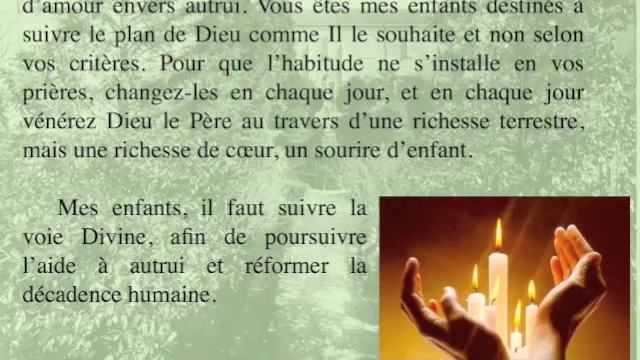 d'amour envers autrui. Vous êtes mes enfants destinés à
suivre le plan de Dieu comme Il le souhaite et non selon
vos critères. Pour que l'habitude ne s'installe en vos
prières, changez-les en chaque jour, et en chaque jour
vénérez Dieu le Père au travers d'une richesse terrestre,
mais une richesse de cœur, un sourire d'enfant.
Mes enfants, il faut suivre la
voie Divine, afin de poursuivre
l'aide à autrui et réformer la
décadence humaine.